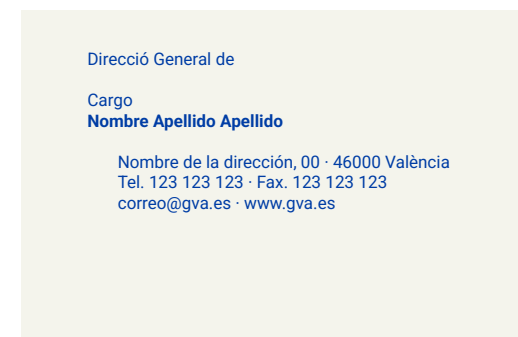 Direcció General de
Cargo
Nombre Apellido Apellido
Nombre de la dirección, 00 · 46000 València
Tel. 123 123 123 · Fax. 123 123 123
correo@gva.es · www.gva.es